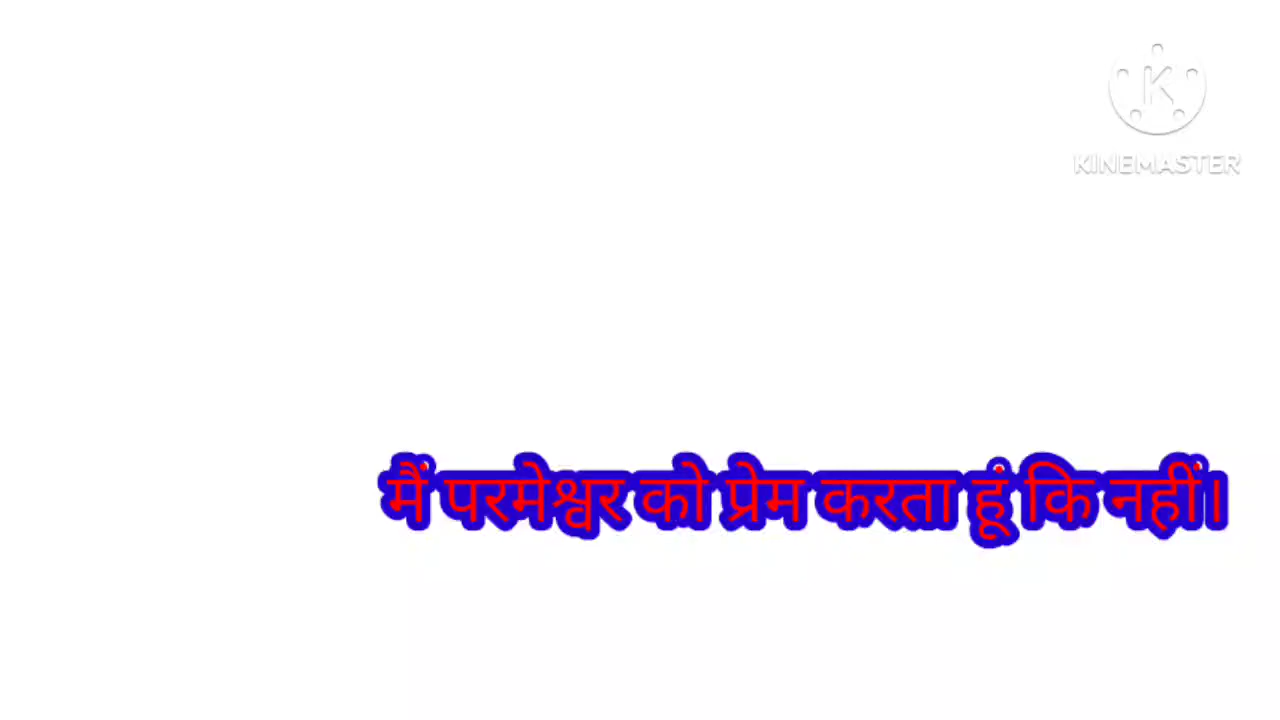 KINEMASTER
मैं परमेश्वर को प्रेम करता हूं कि नहीं।